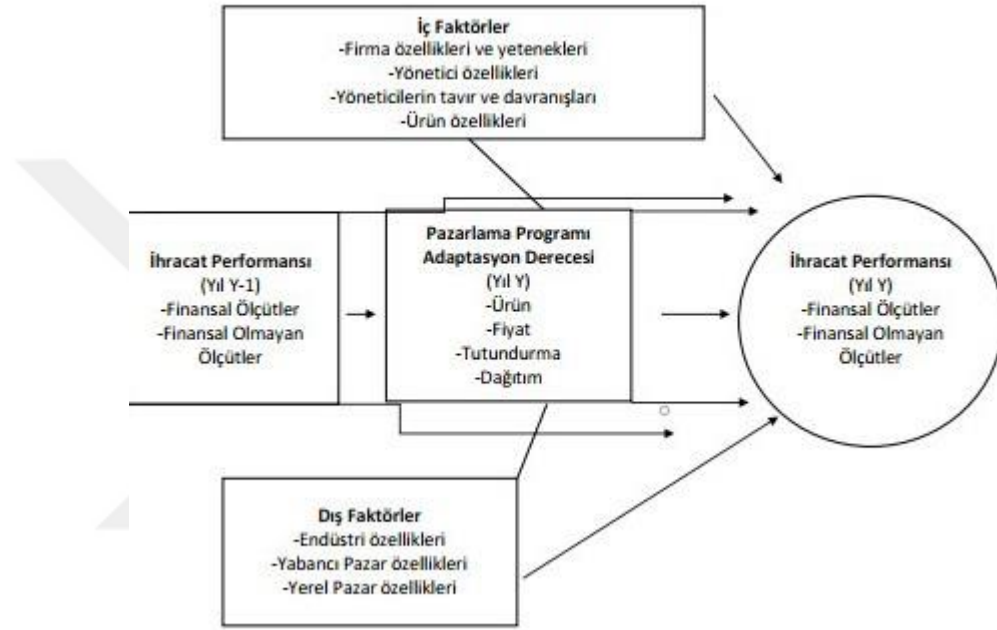 İç Faktörler
-Firma özellikleri ve yetenekleri
-Yönetici özellikleri
-Yöneticilerin tavır ve davranışları
-Ürün özellikleri
İhracat Performansı
(Yıl Y-1)
-Finansal Ölçütler
-Finansal Olmayan
Ölçütler
Pazarlama Programı
Adaptasyon Derecesi
(Yıl Y)
-Ürün
-Fiyat
-Tutundurma
-Dağıtım
İhracat Performansı
(Yıl Y)
-Finansal Ölçütler
-Finansal Olmayan
Ölçütler
Dış Faktörler
-Endüstri özellikleri
-Yabancı Pazar özellikleri
-Yerel Pazar özellikleri